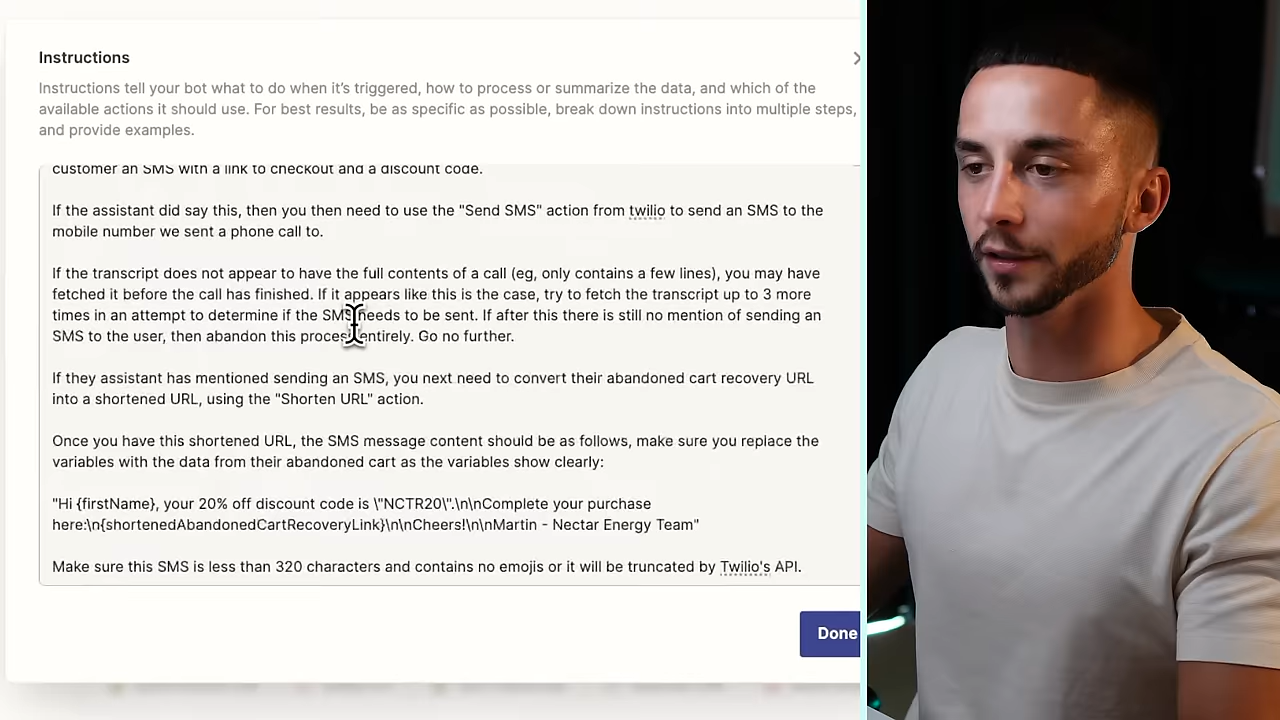 Instructions
Instructions tell your bot what to do when it's triggered, how to process or summarize the data, and which of the
available actions it should use. For best results, be as specific as possible, break down instructions into multiple steps,
and provide examples.
customer an SMS with a link to checkout and a discount code.
If the assistant did say this, then you then need to use the "Send SMS" action from twilio to send an SMS to the
mobile number we sent a phone call to.
If the transcript does not appear to have the full contents of a call (eg, only contains a few lines), you may have
fetched it before the call has finished. If it appears like this is the case, try to fetch the transcript up to 3 more
times in an attempt to determine if the SMS needs to be sent. If after this there is still no mention of sending an
SMS to the user, then abandon this process entirely. Go no further.
If they assistant has mentioned sending an SMS, you next need to convert their abandoned cart recovery URL
into a shortened URL, using the "Shorten URL" action.
Once you have this shortened URL, the SMS message content should be as follows, make sure you replace the
variables with the data from their abandoned cart as the variables show clearly:
"Hi {firstName}, your 20% off discount code is \"NCTR20\".\n\nComplete your purchase
here:\n{shortenedAbandonedCartRecoveryLink}\n\nCheers!\n\nMartin - Nectar Energy Team"
Make sure this SMS is less than 320 characters and contains no emojis or it will be truncated by Twilio's API.
Done